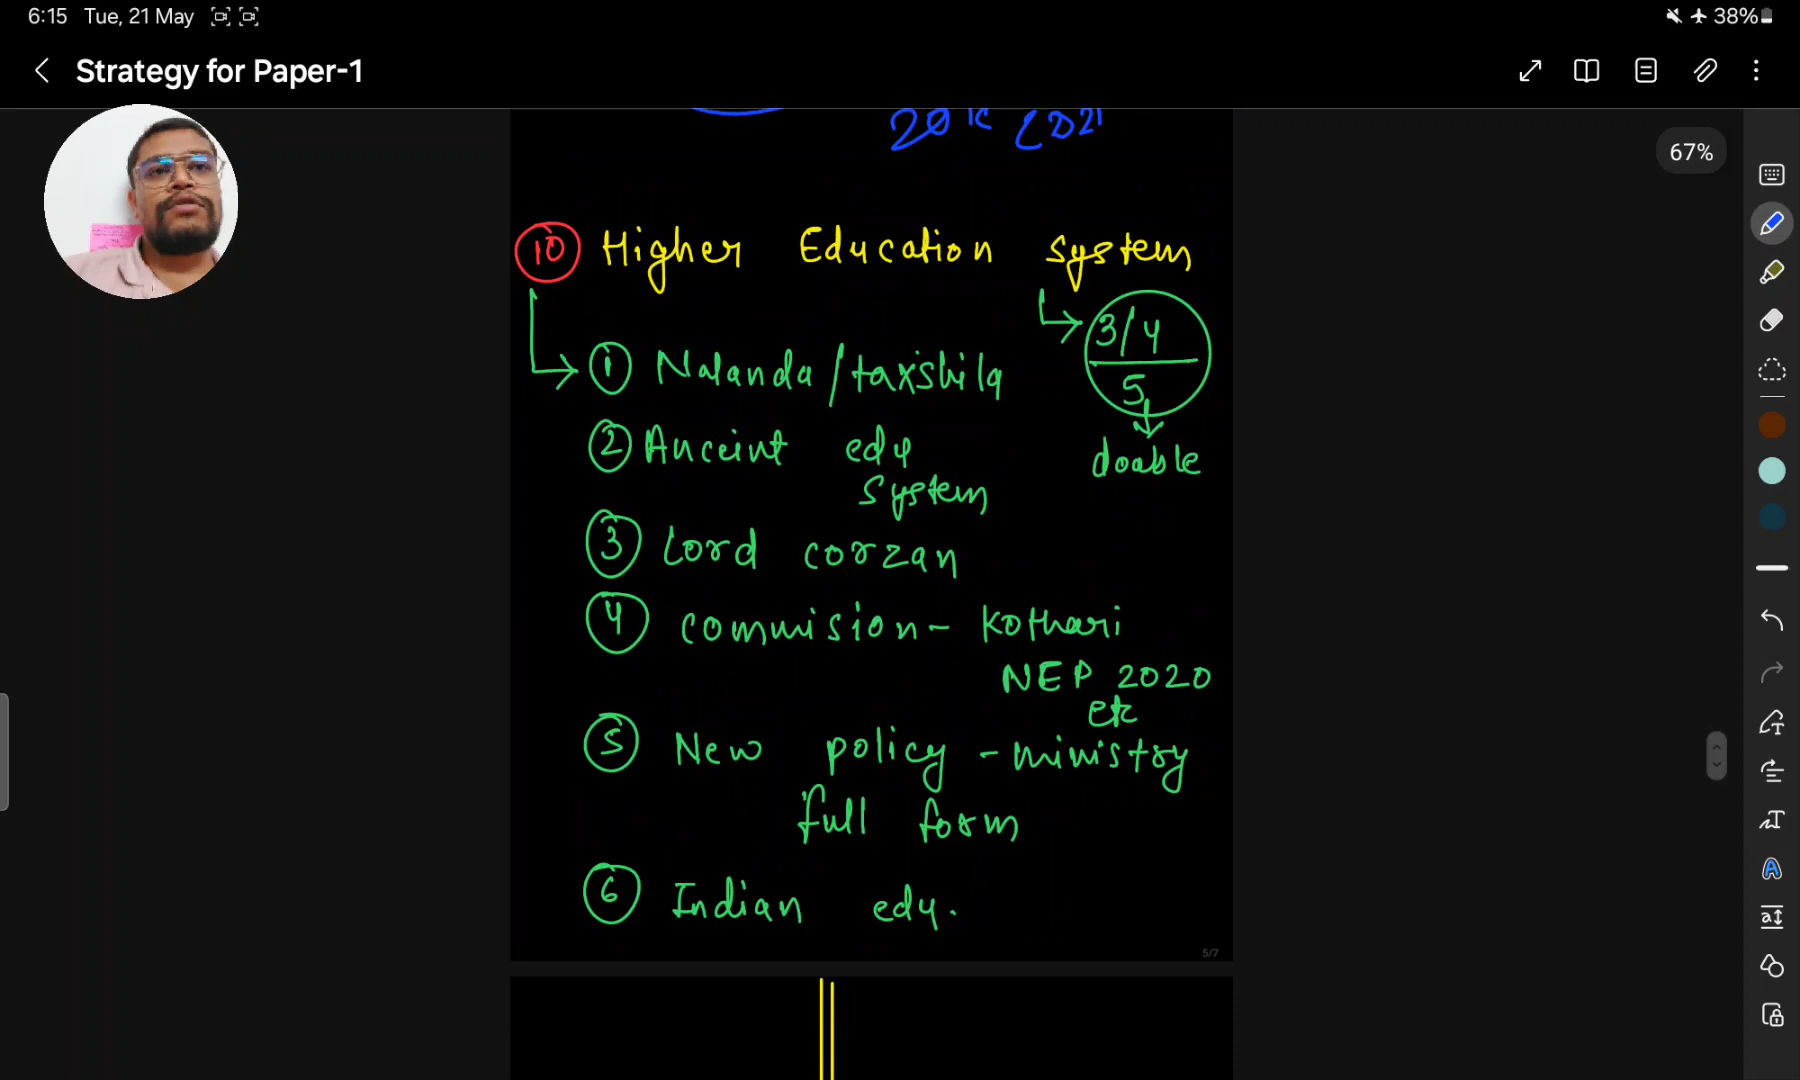 6:15 Tue, 21 May
38%
Strategy for Paper-1
67%
20k 2021
10 Higher Education system
3/4
5
doable
1 Nalanda/taxshila
2 Anceint edu
System
3 Lord corzan
4 commision- Kothari
NEP 2020
etc
5 New policy - ministry
full form
6 Indian edu.
5/7